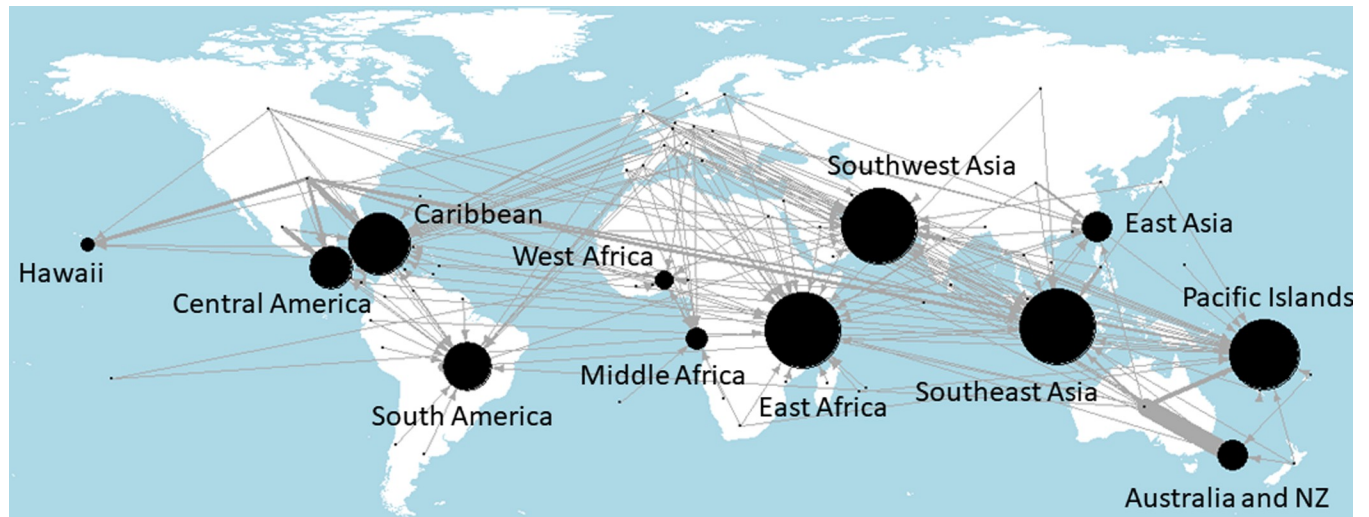 Southwest Asia
Caribbean
East Asia
West Africa
Hawaii
Central America
Pacific Islands
Middle Africa
East Africa
Southeast Asia
South America
Australia and NZ